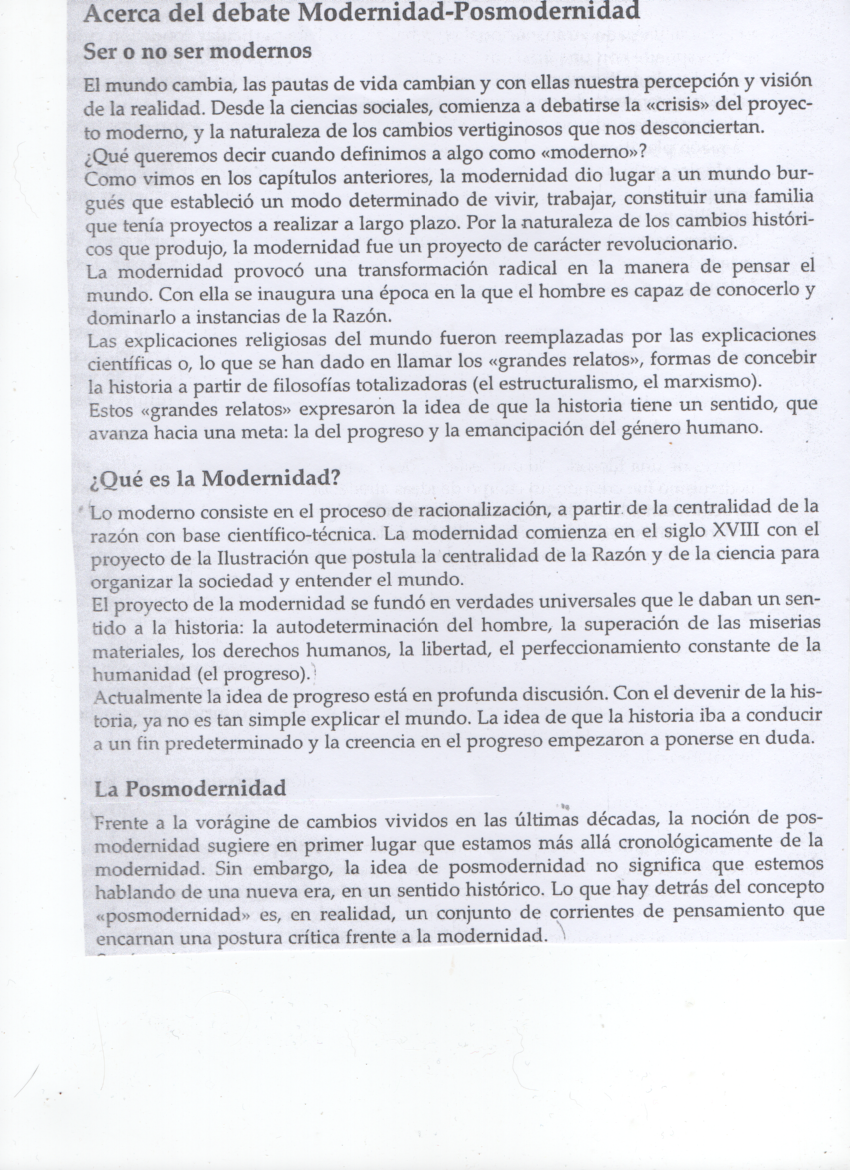 Acerca del debate Modernidad-Posmodernidad
Ser o no ser modernos
El mundo cambia, las pautas de vida cambian y con ellas nuestra percepción y visión
de la realidad. Desde la ciencias sociales, comienza a debatirse la «crisis» del proyec-
to moderno, y la naturaleza de los cambios vertiginosos que nos desconciertan.
¿Qué queremos decir cuando definimos a algo como «moderno»?
Como vimos en los capítulos anteriores, la modernidad dio lugar a un mundo bur-
gués que estableció un modo determinado de vivir, trabajar, constituir una familia
que tenía proyectos a realizar a largo plazo. Por la naturaleza de los cambios históri-
cos que produjo, la modernidad fue un proyecto de carácter revolucionario.
La modernidad provocó una transformación radical en la manera de pensar el
mundo. Con ella se inaugura una época en la que el hombre es capaz de conocerlo y
dominarlo a instancias de la Razón.
Las explicaciones religiosas del mundo fueron reemplazadas por las explicaciones
científicas o, lo que se han dado en llamar los «grandes relatos», formas de concebir
la historia a partir de filosofías totalizadoras (el estructuralismo, el marxismo).
Estos «grandes relatos» expresaron la idea de que la historia tiene un sentido, que
avanza hacia una meta: la del progreso y la emancipación del género humano.
¿Qué es la Modernidad?
Lo moderno consiste en el proceso de racionalización, a partir de la centralidad de la
razón con base científico-técnica. La modernidad comienza en el siglo XVIII con el
proyecto de la Ilustración que postula la centralidad de la Razón y de la ciencia para
organizar la sociedad y entender el mundo.
El proyecto de la modernidad se fundó en verdades universales que le daban un sen-
tido a la historia: la autodeterminación del hombre, la superación de las miserias
materiales, los derechos humanos, la libertad, el perfeccionamiento constante de la
humanidad (el progreso).
Actualmente la idea de progreso está en profunda discusión. Con el devenir de la his-
toria, ya no es tan simple explicar el mundo. La idea de que la historia iba a conducir
a un fin predeterminado y la creencia en el progreso empezaron a ponerse en duda.
La Posmodernidad
Frente a la vorágine de cambios vividos en las últimas décadas, la noción de pos-
modernidad sugiere en primer lugar que estamos más allá cronológicamente de la
modernidad. Sin embargo, la idea de posmodernidad no significa que estemos
hablando de una nueva era, en un sentido histórico. Lo que hay detrás del concepto
«posmodernidad» es, en realidad, un conjunto de corrientes de pensamiento que
encarnan una postura crítica frente a la modernidad.